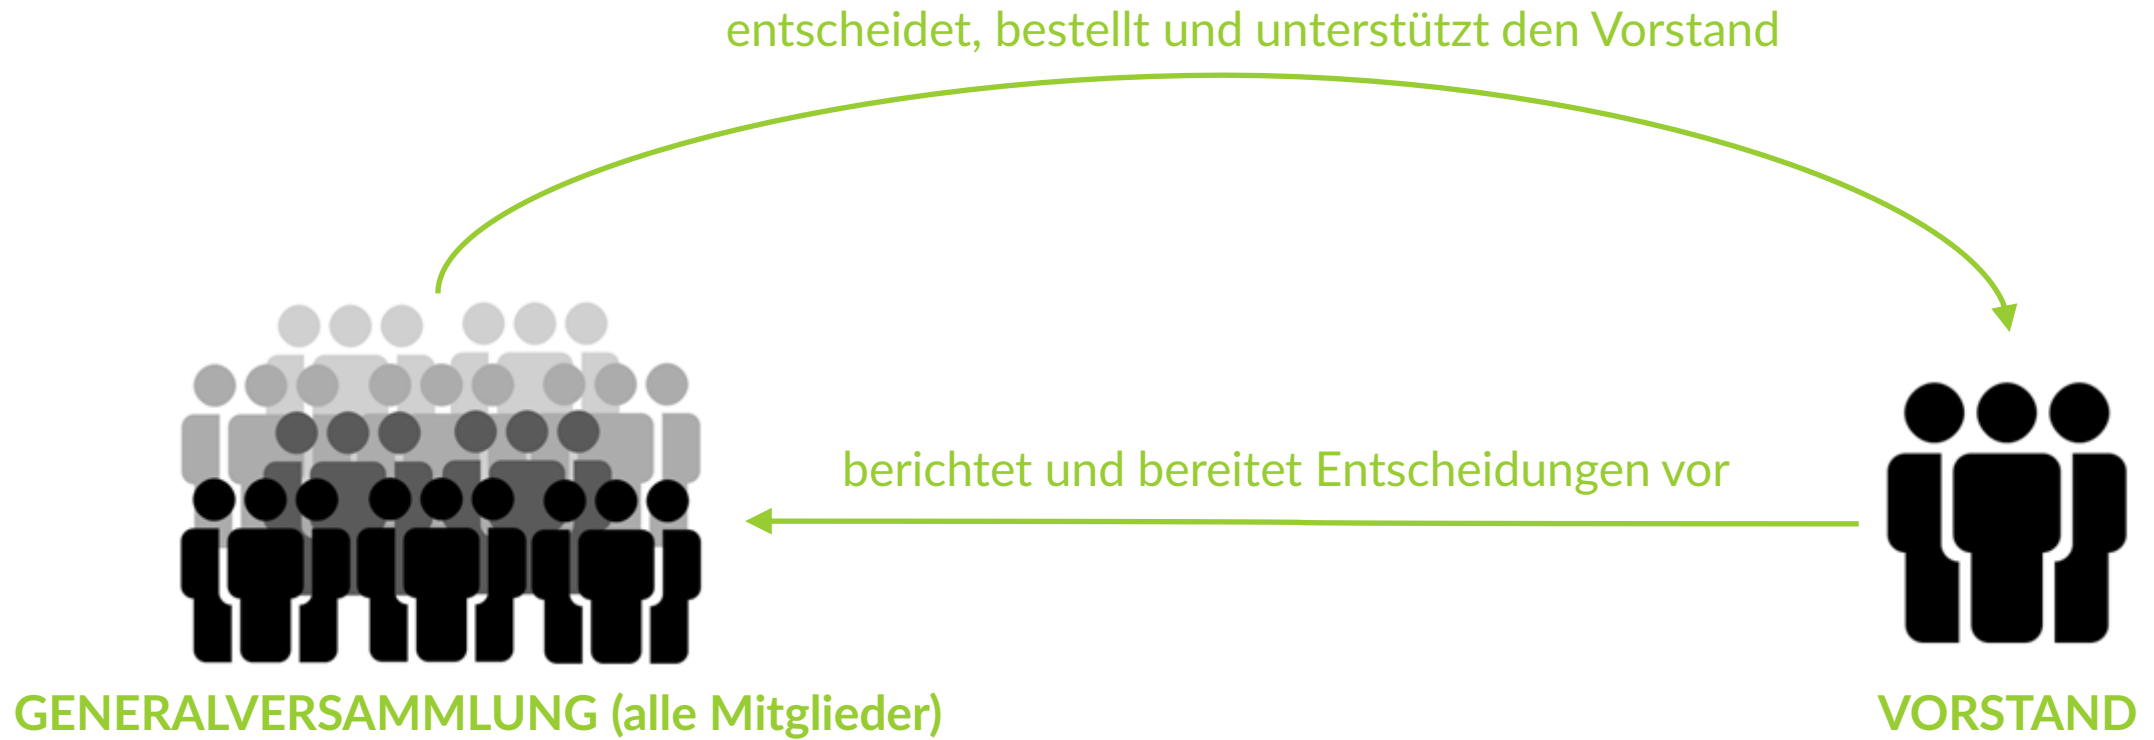 entscheidet, bestellt und unterstützt den Vorstand
berichtet und bereitet Entscheidungen vor
GENERALVERSAMMLUNG (alle Mitglieder)
VORSTAND